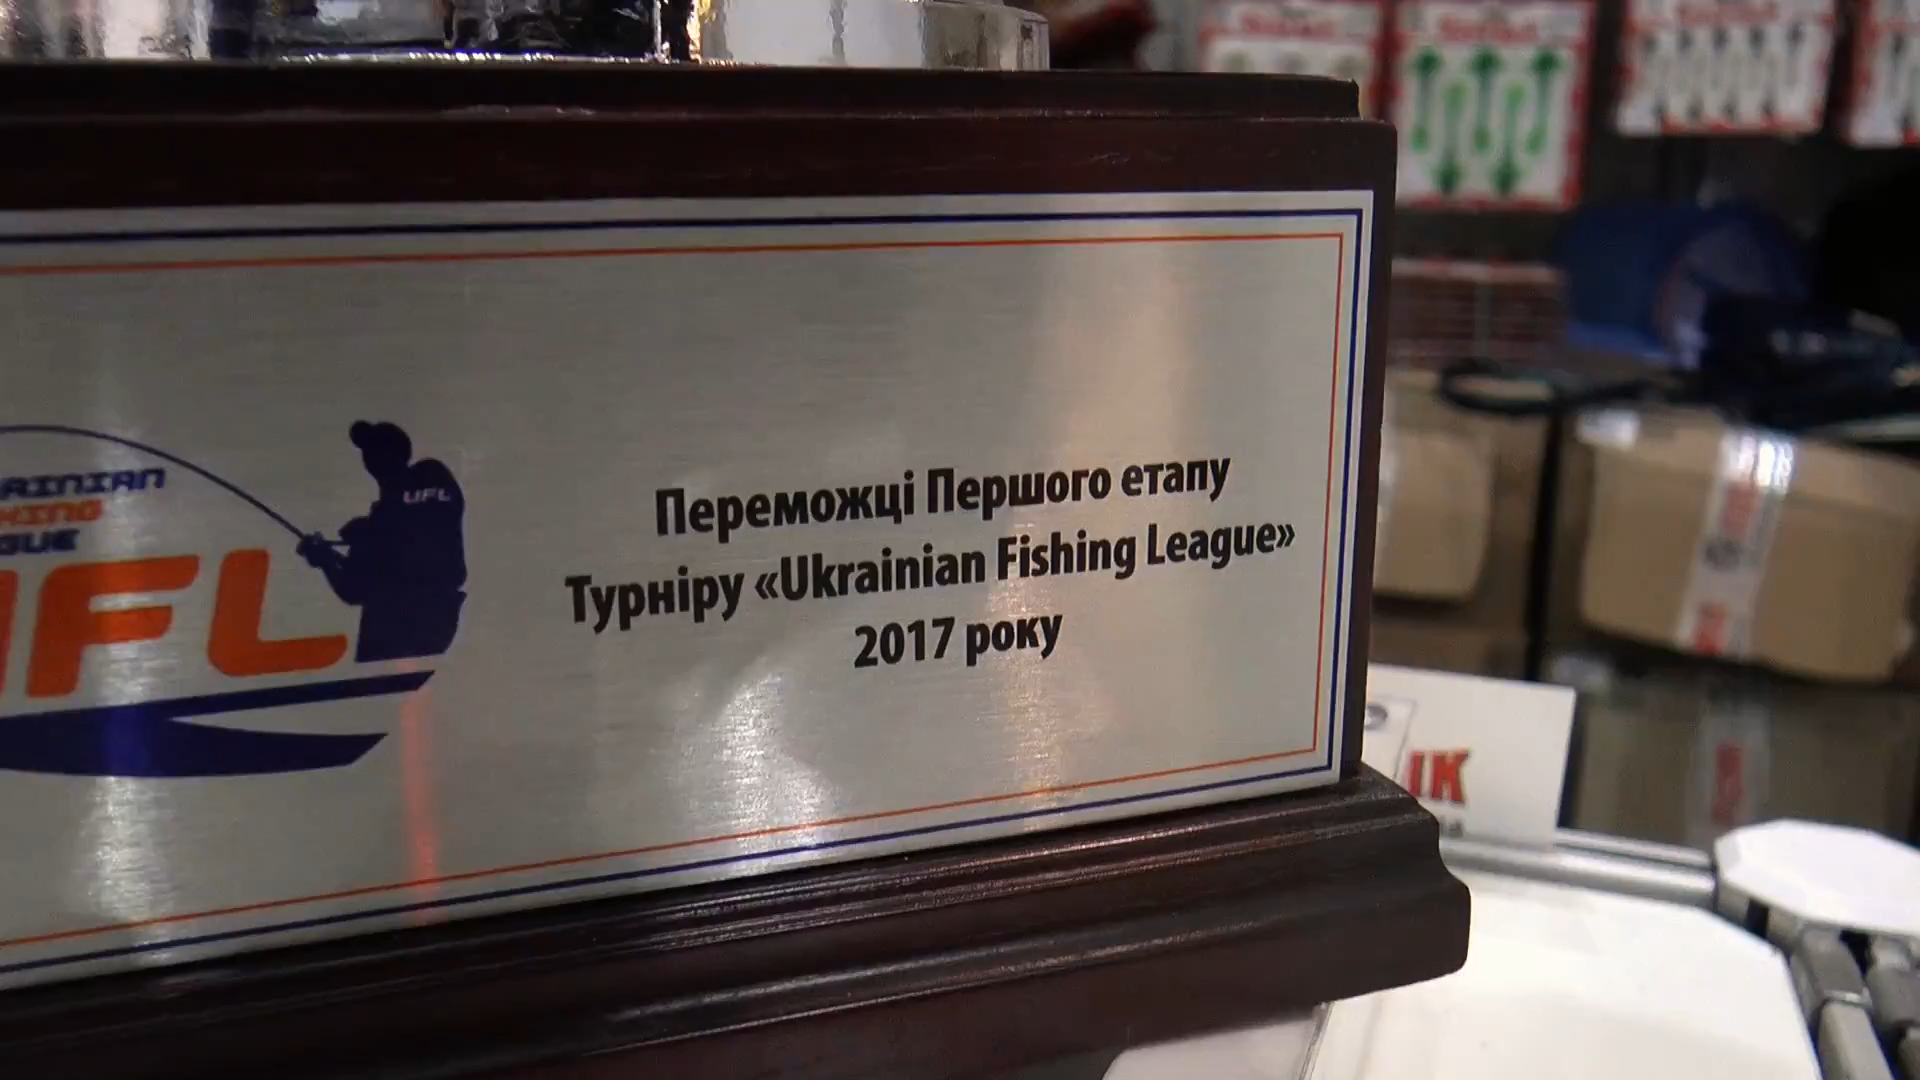 UFL
Переможці Першого етапу
Турніру «Ukrainian Fishing League»
2017 року